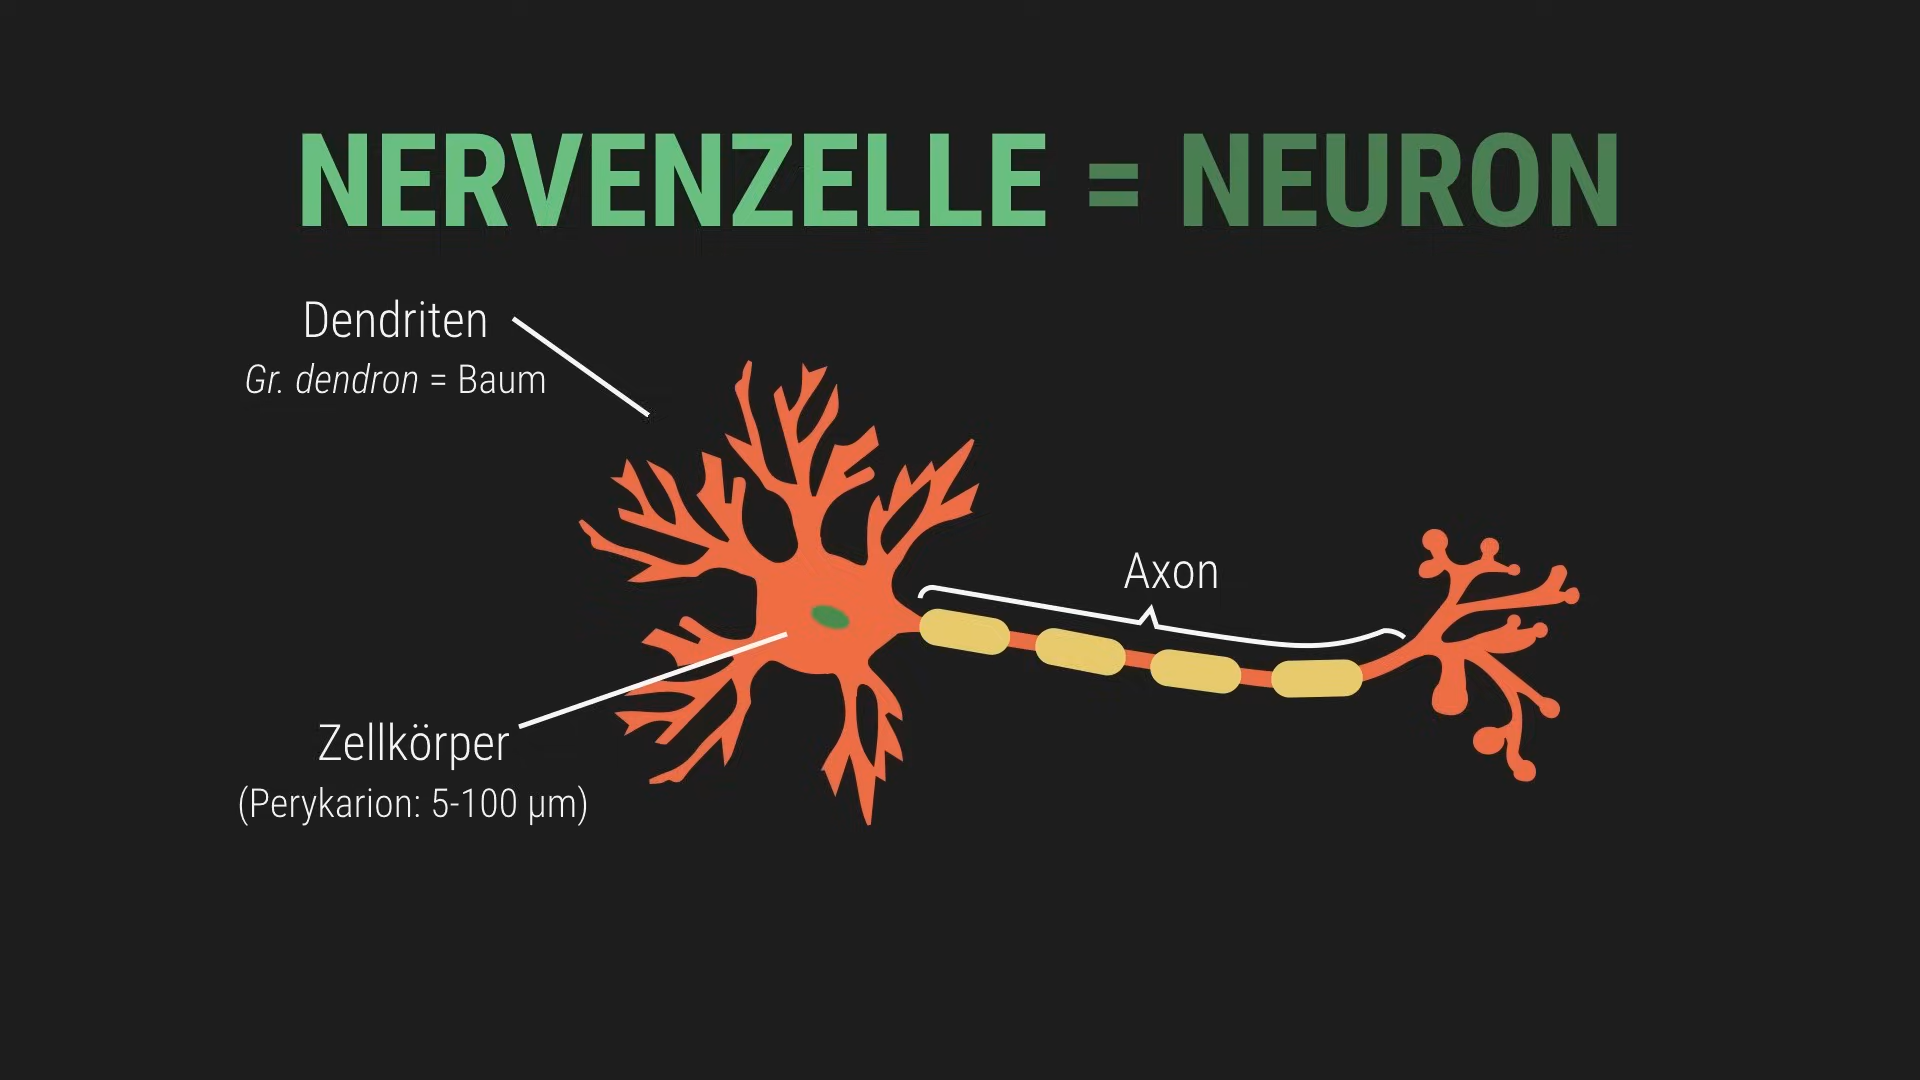 NERVENZELLE = NEURON
Dendriten
Gr. dendron = Baum
Axon
Zellkörper
(Perykarion: 5-100 µm)